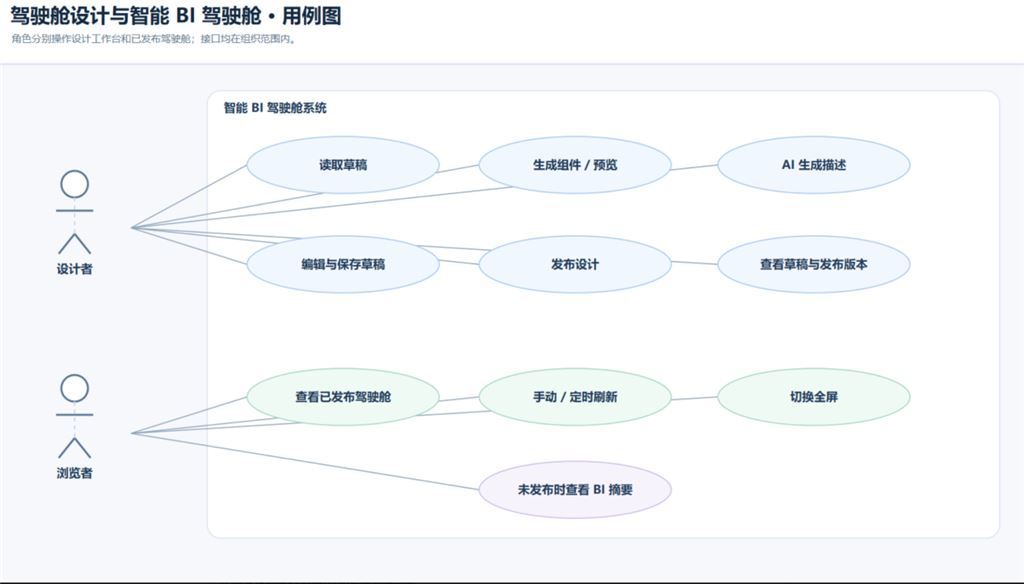 驾驶舱设计与智能 BI 驾驶舱 • 用例图
角色分别操作设计工作台和已发布驾驶舱；接口均在组织范围内。
智能 BI 驾驶舱系统
读取草稿
生成组件 / 预览
AI 生成描述
设计者
编辑与保存草稿
发布设计
查看草稿与发布版本
查看已发布驾驶舱
手动 / 定时刷新
切换全屏
浏览者
未发布时查看 BI 摘要